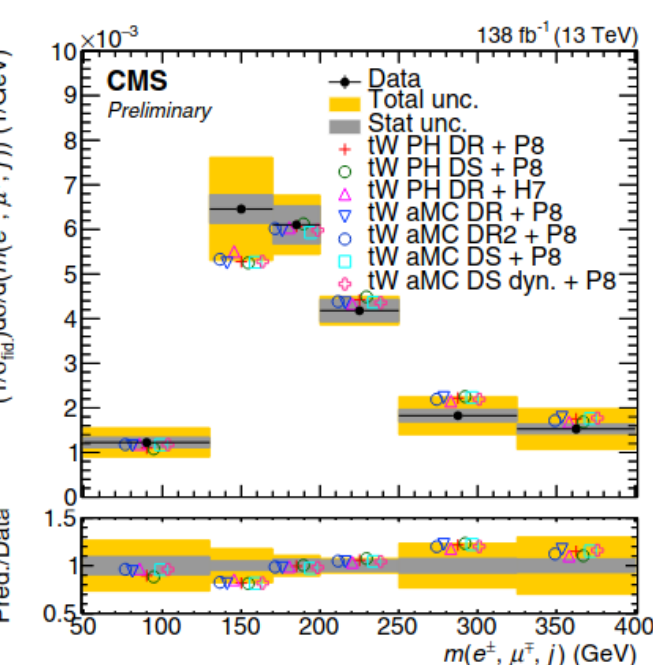 ×10⁻³
138 fb⁻¹ (13 TeV)
CMS
Preliminary
Data
Total unc.
Stat unc.
tW PH DR + P8
tW PH DS + P8
tW PH DR + H7
tW aMC DR + P8
tW aMC DR2 + P8
tW aMC DS + P8
tW aMC DS dyn. + P8
10
9
8
7
6
5
4
3
2
1
0
Pred./Data
1.5
1
0.5
50 100 150 200 250 300 350 400
m(e±, μ∓, j) (GeV)